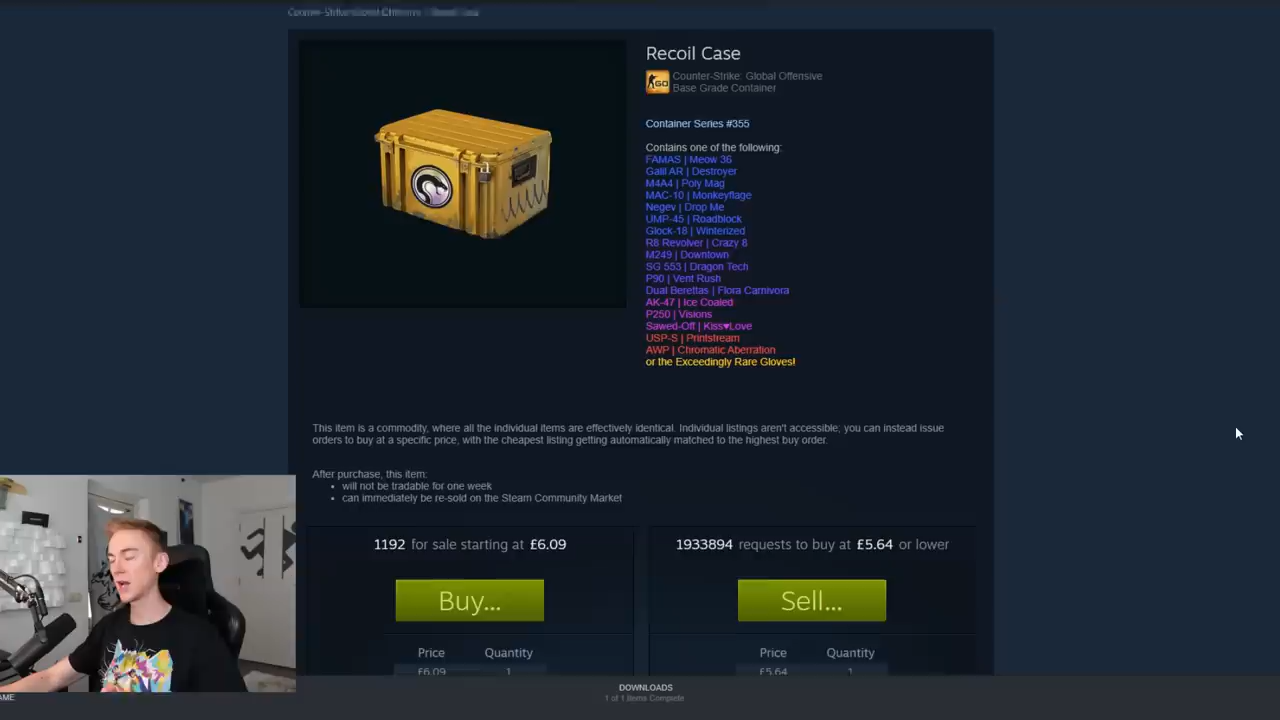 Recoil Case
Counter-Strike: Global Offensive
Base Grade Container
Container Series #355
Contains one of the following:
FAMAS | Meow 36
Galil AR | Destroyer
M4A4 | Poly Mag
MAC-10 | Monkeyflage
Negev | Drop Me
UMP-45 | Roadblock
Glock-18 | Winterized
R8 Revolver | Crazy 8
M249 | Downtown
SG 553 | Dragon Tech
P90 | Vent Rush
Dual Berettas | Flora Carnivora
AK-47 | Ice Coaled
P250 | Visions
Sawed-Off | Kiss♥Love
USP-S | Printstream
AWP | Chromatic Aberration
or the Exceedingly Rare Gloves!
This item is a commodity, where all the individual items are effectively identical. Individual listings aren't accessible; you can instead issue
orders to buy at a specific price, with the cheapest listing getting automatically matched to the highest buy order.
After purchase, this item:
• will not be tradable for one week
• can immediately be re-sold on the Steam Community Market
1192 for sale starting at £6.09
Buy...
Price Quantity
£6.09 1
1933894 requests to buy at £5.64 or lower
Sell...
Price Quantity
£5.64 1
DOWNLOADS
1 of 1 Items Complete
AME